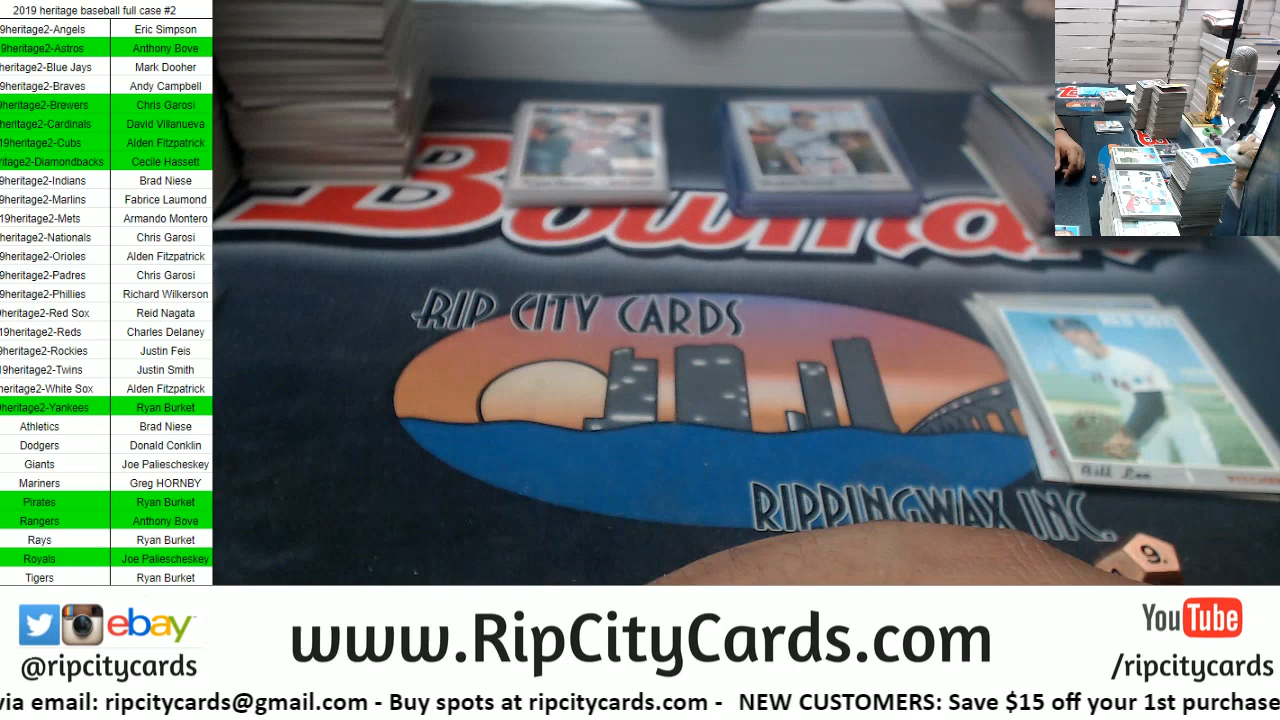 2019 heritage baseball full case #2
9heritage2-Angels Eric Simpson
9heritage2-Astros Anthony Bove
9heritage2-Blue Jays Mark Dooher
9heritage2-Braves Andy Campbell
9heritage2-Brewers Chris Garosi
heritage2-Cardinals David Villanueva
19heritage2-Cubs Alden Fitzpatrick
ritage2-Diamondbacks Cecile Hassett
9heritage2-Indians Brad Niese
9heritage2-Marlins Fabrice Laumond
19heritage2-Mets Armando Montero
heritage2-Nationals Chris Garosi
9heritage2-Orioles Alden Fitzpatrick
9heritage2-Padres Chris Garosi
9heritage2-Phillies Richard Wilkerson
9heritage2-Red Sox Reid Nagata
19heritage2-Reds Charles Delaney
9heritage2-Rockies Justin Feis
19heritage2-Twins Justin Smith
heritage2-White Sox Alden Fitzpatrick
9heritage2-Yankees Ryan Burket
Athletics Brad Niese
Dodgers Donald Conklin
Giants Joe Paliescheskey
Mariners Greg HORNBY
Pirates Ryan Burket
Rangers Anthony Bove
Rays Ryan Burket
Royals Joe Paliescheskey
Tigers Ryan Burket
Bowman
RIP CITY CARDS
RIPPINGWAX INC.
Bill Lee
9.
ebay
@ripcitycards
www.RipCityCards.com
YouTube
/ripcitycards
via email: ripcitycards@gmail.com - Buy spots at ripcitycards.com - NEW CUSTOMERS: Save $15 off your 1st purchase